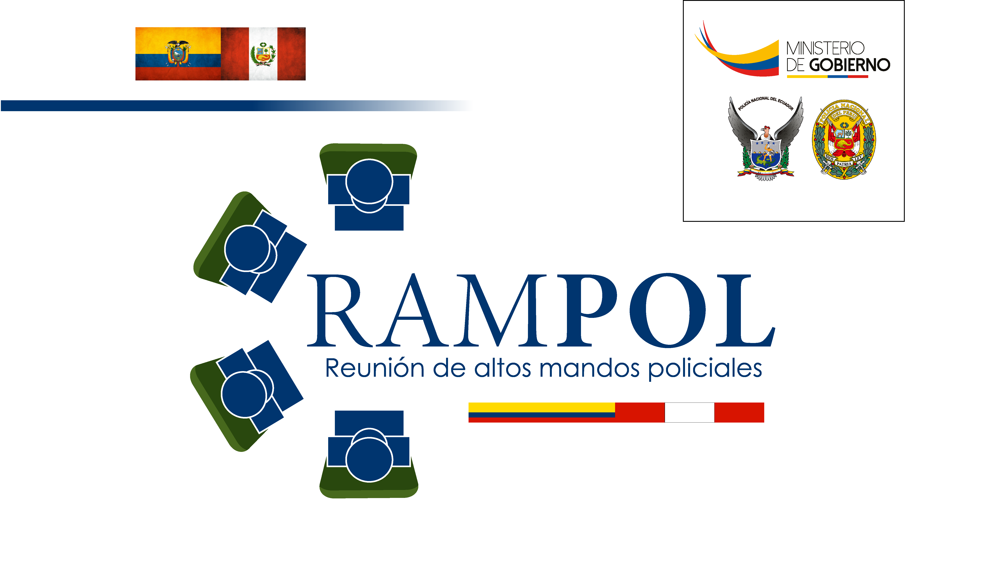 MINISTERIO
DE GOBIERNO
POLICÍA NACIONAL DEL ECUADOR
POLICIA NACIONAL
DEL PERU
DIOS PATRIA LEY
RAMPOL
Reunión de altos mandos policiales